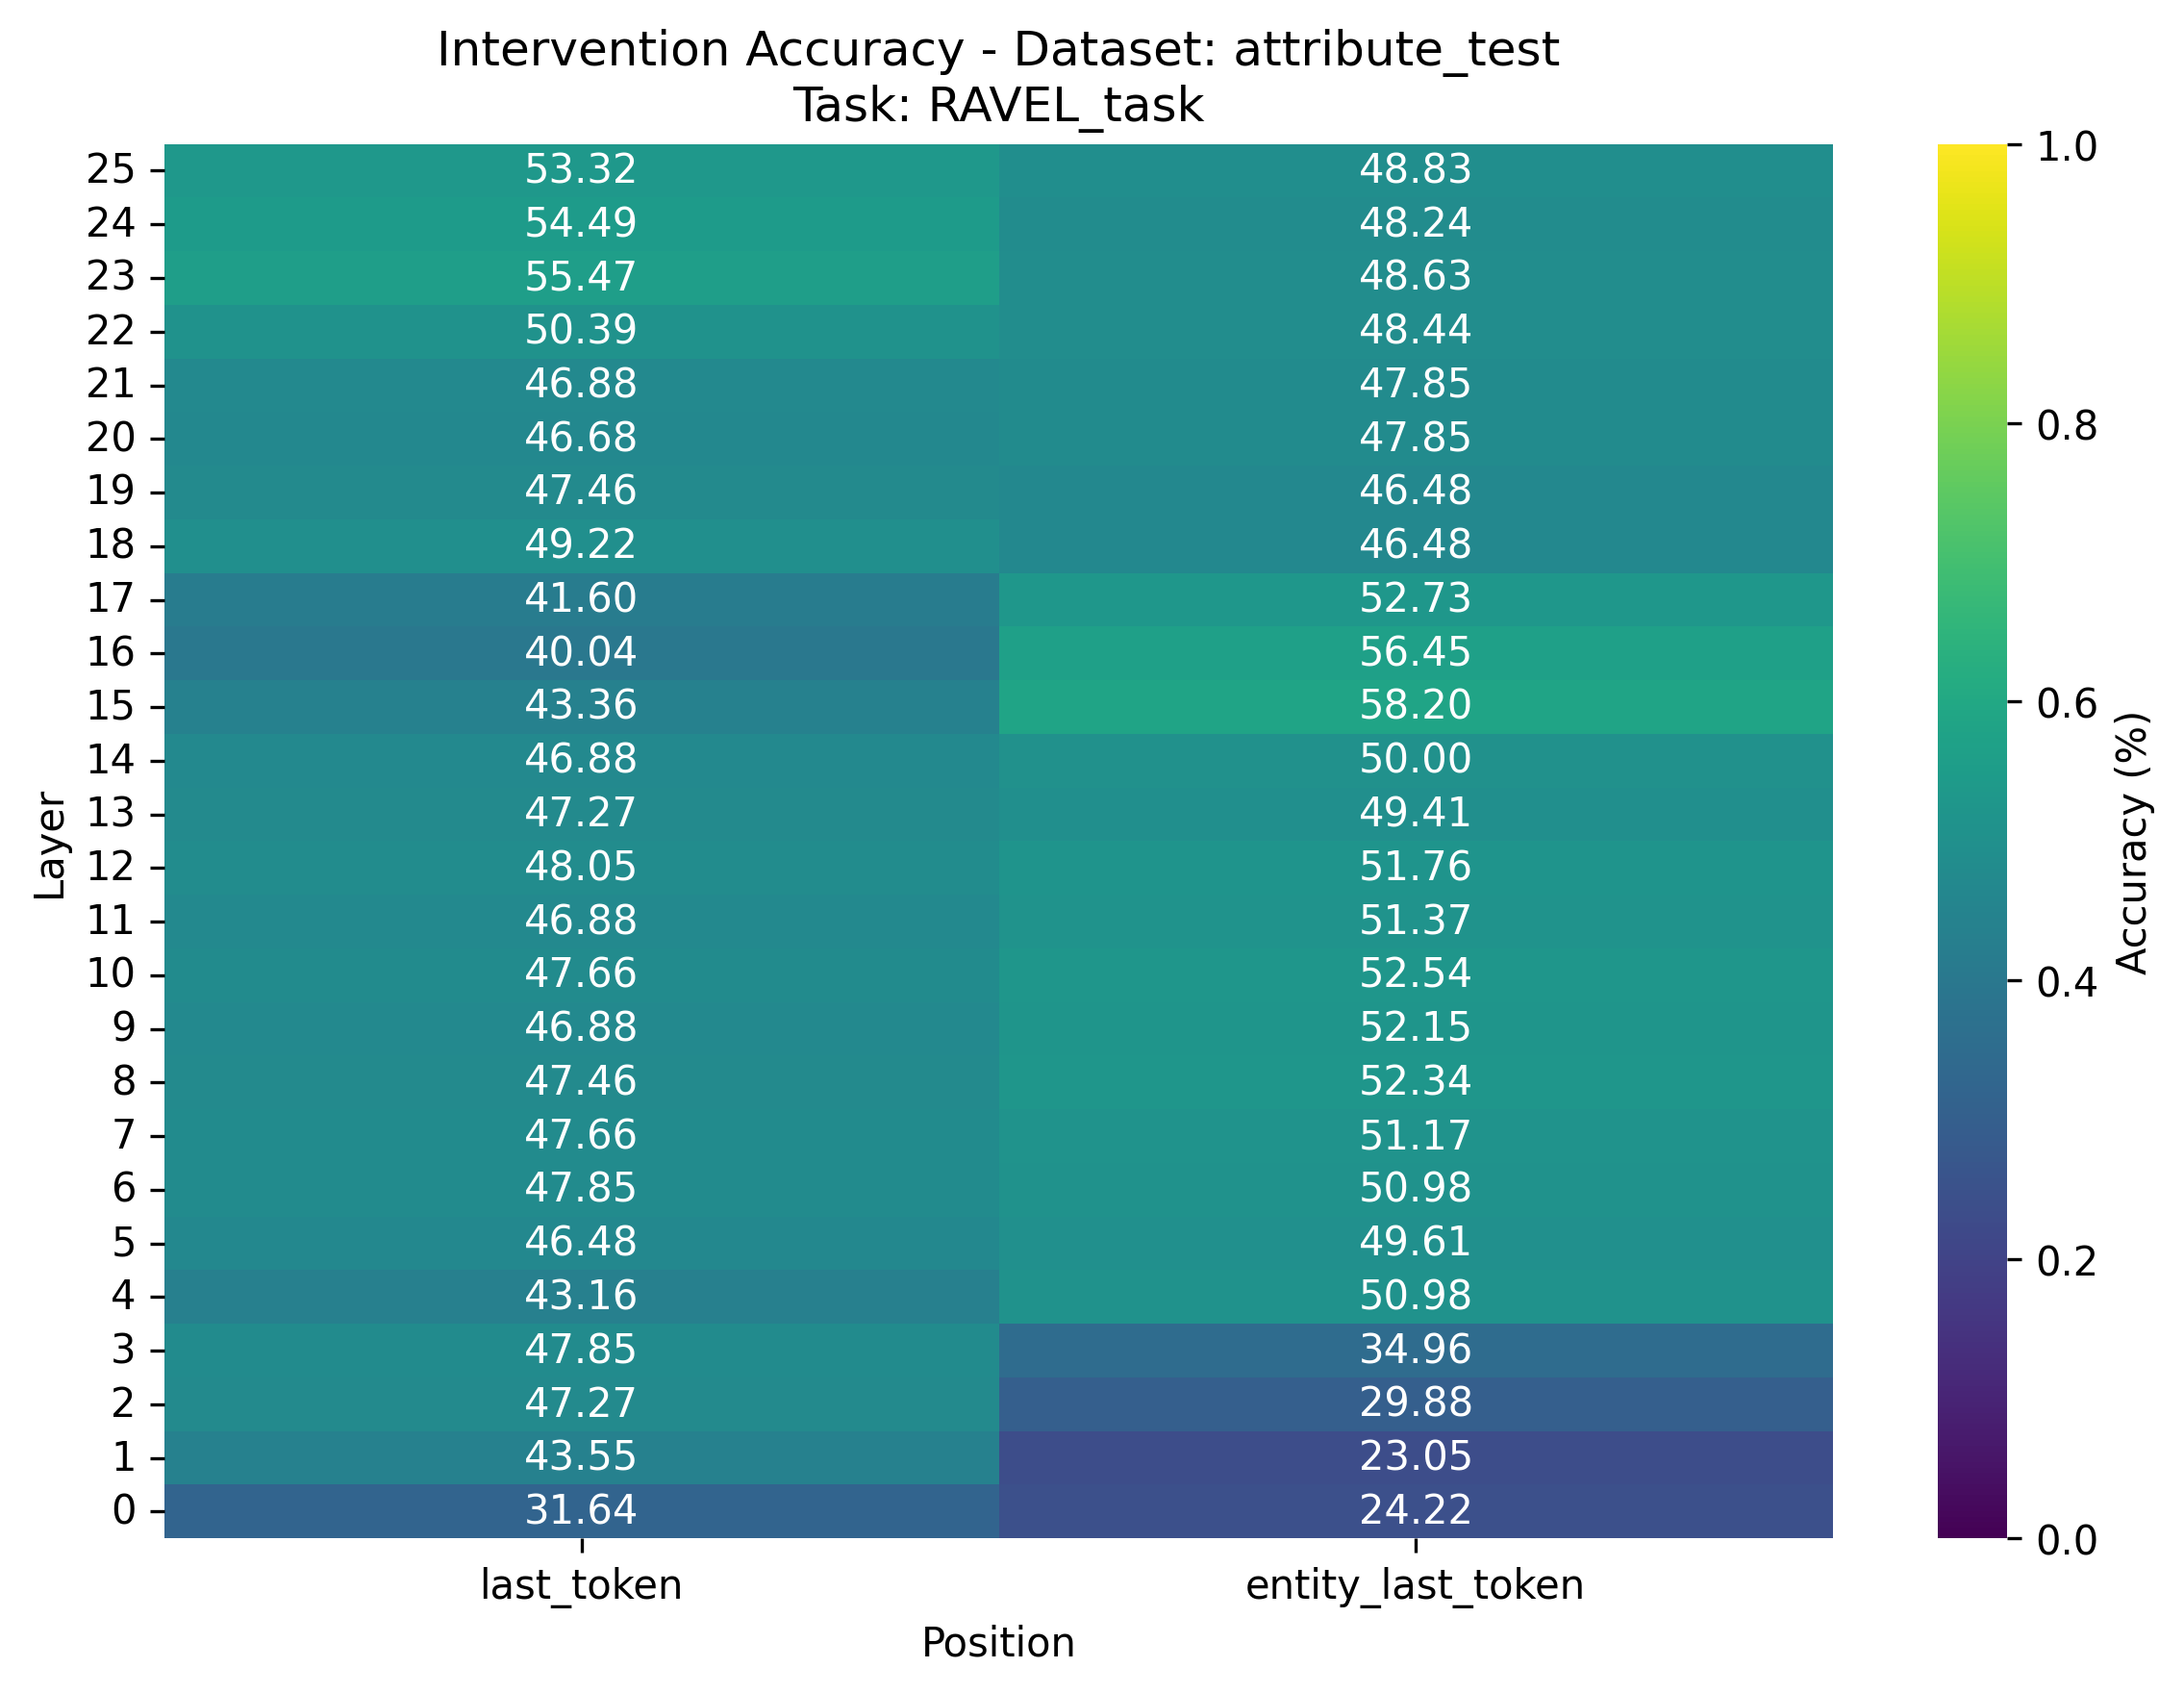 Intervention Accuracy - Dataset: attribute_test
Task: RAVEL_task
25 53.32 48.83
24 54.49 48.24
23 55.47 48.63
22 50.39 48.44
21 46.88 47.85
20 46.68 47.85
19 47.46 46.48
18 49.22 46.48
17 41.60 52.73
16 40.04 56.45
15 43.36 58.20
14 46.88 50.00
13 47.27 49.41
12 48.05 51.76
11 46.88 51.37
10 47.66 52.54
9 46.88 52.15
8 47.46 52.34
7 47.66 51.17
6 47.85 50.98
5 46.48 49.61
4 43.16 50.98
3 47.85 34.96
2 47.27 29.88
1 43.55 23.05
0 31.64 24.22
last_token entity_last_token
Position
Layer
1.0
0.8
0.6
0.4
0.2
0.0
Accuracy (%)